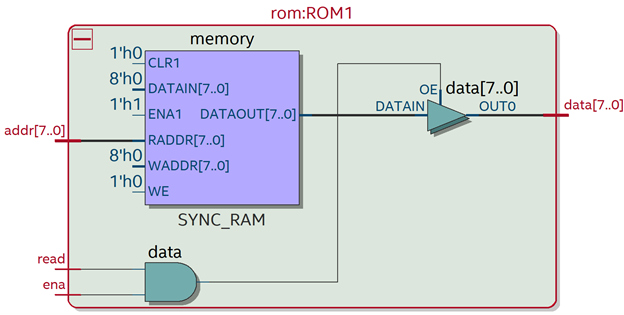 rom:ROM1
memory
1'h0 CLR1
8'h0 DATAIN[7..0]
1'h1 ENA1 DATAOUT[7..0]
addr[7..0] RADDR[7..0]
8'h0 WADDR[7..0]
1'h0 WE
SYNC_RAM
OE data[7..0]
DATAIN OUT0 data[7..0]
data
read
ena